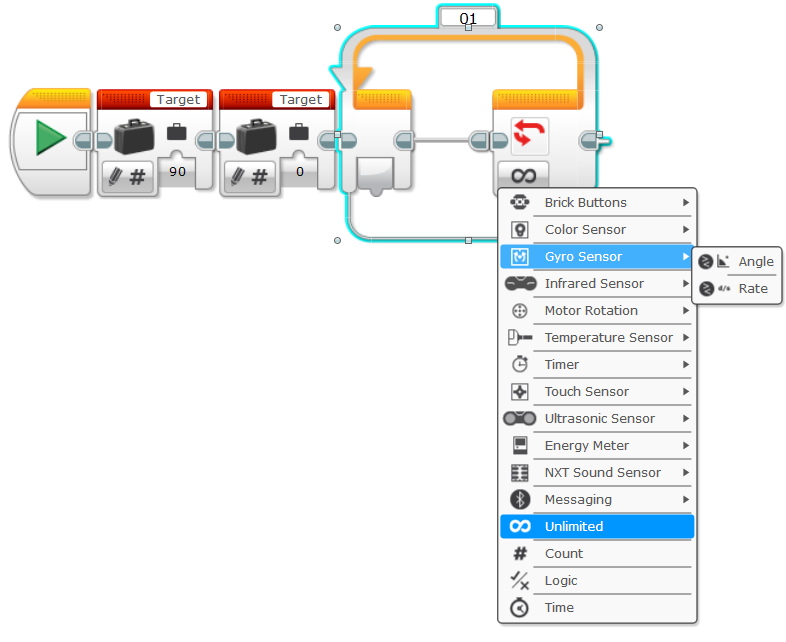 01
Target
Target
#
90
#
0
Brick Buttons
Color Sensor
Gyro Sensor
Angle
Infrared Sensor
d/s Rate
Motor Rotation
Temperature Sensor
Timer
Touch Sensor
Ultrasonic Sensor
Energy Meter
NXT Sound Sensor
Messaging
Unlimited
# Count
Logic
Time